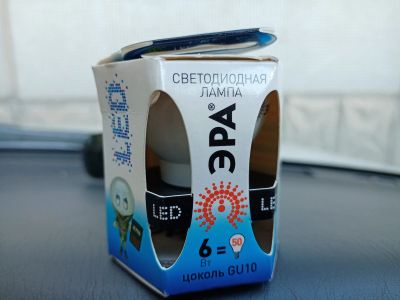 СВЕТОДИОДНАЯ
ЛАМПА
LED
ЭРА®
LED
6 = 50
Вт
цоколь GU10